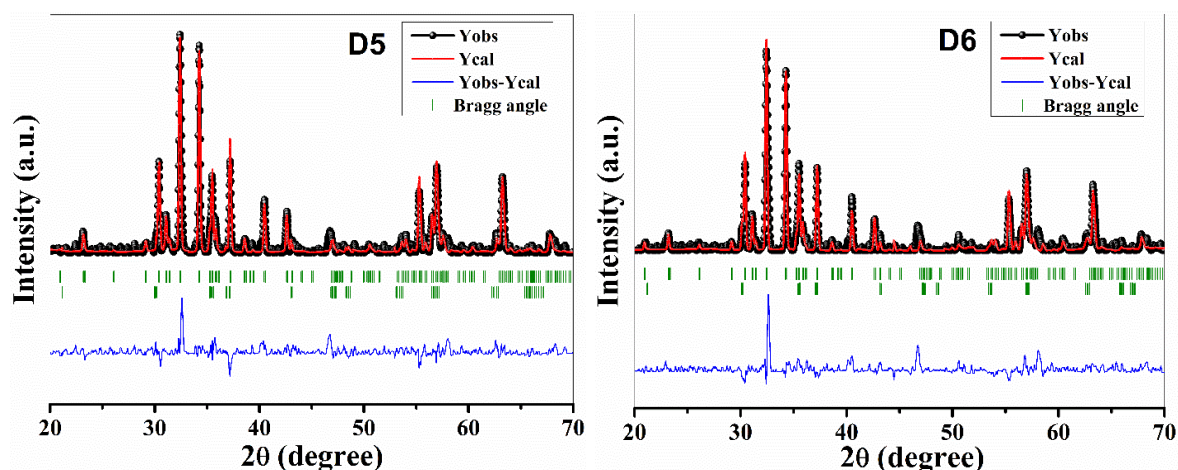 D5
Yobs
Ycal
Yobs-Ycal
Bragg angle
Intensity (a.u.)
20 30 40 50 60 70
2θ (degree)
D6
Yobs
Ycal
Yobs-Ycal
Bragg angle
Intensity (a.u.)
20 30 40 50 60 70
2θ (degree)